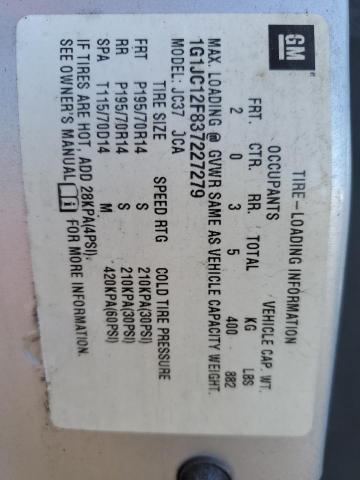 GM
TIRE-LOADING INFORMATION
OCCUPANTS VEHICLE CAP. WT.
FRT. CTR. RR. TOTAL KG LBS
2 0 3 5 400 882
MAX. LOADING @ GVWR SAME AS VEHICLE CAPACITY WEIGHT.
1G1JC12F837227279
MODEL: JC37 JCA
TIRE SIZE SPEED RTG COLD TIRE PRESSURE
FRT P195/70R14 S 210KPA(30PSI)
RR P195/70R14 S 210KPA(30PSI)
SPA T115/70D14 M 420KPA(60PSI)
IF TIRES ARE HOT, ADD 28KPA(4PSI).
SEE OWNER'S MANUAL FOR MORE INFORMATION.